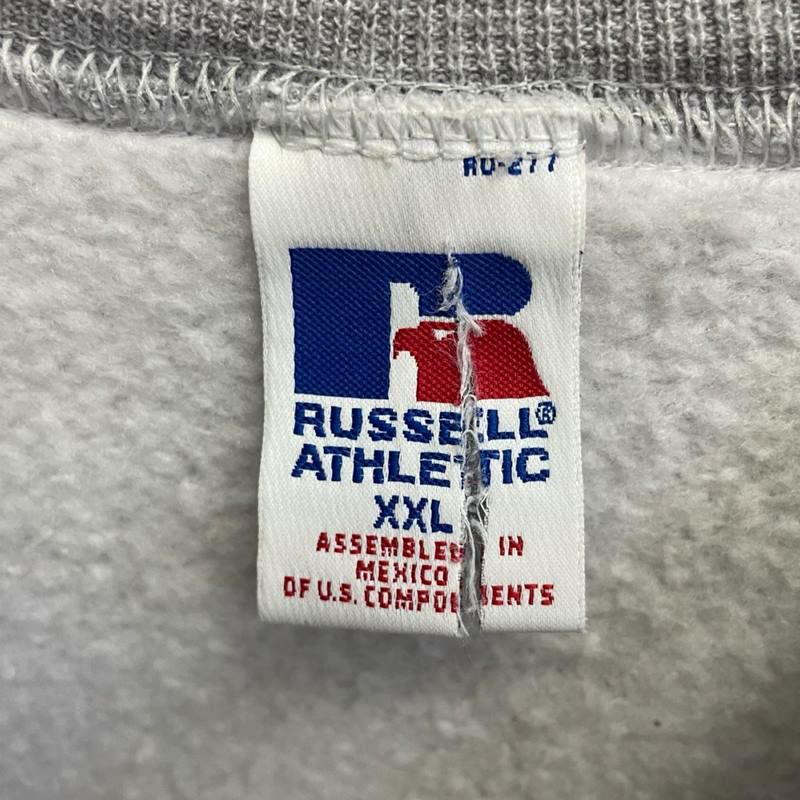 RU-277
R
RUSSELL®
ATHLETIC
XXL
ASSEMBLED IN
MEXICO
OF U.S. COMPONENTS